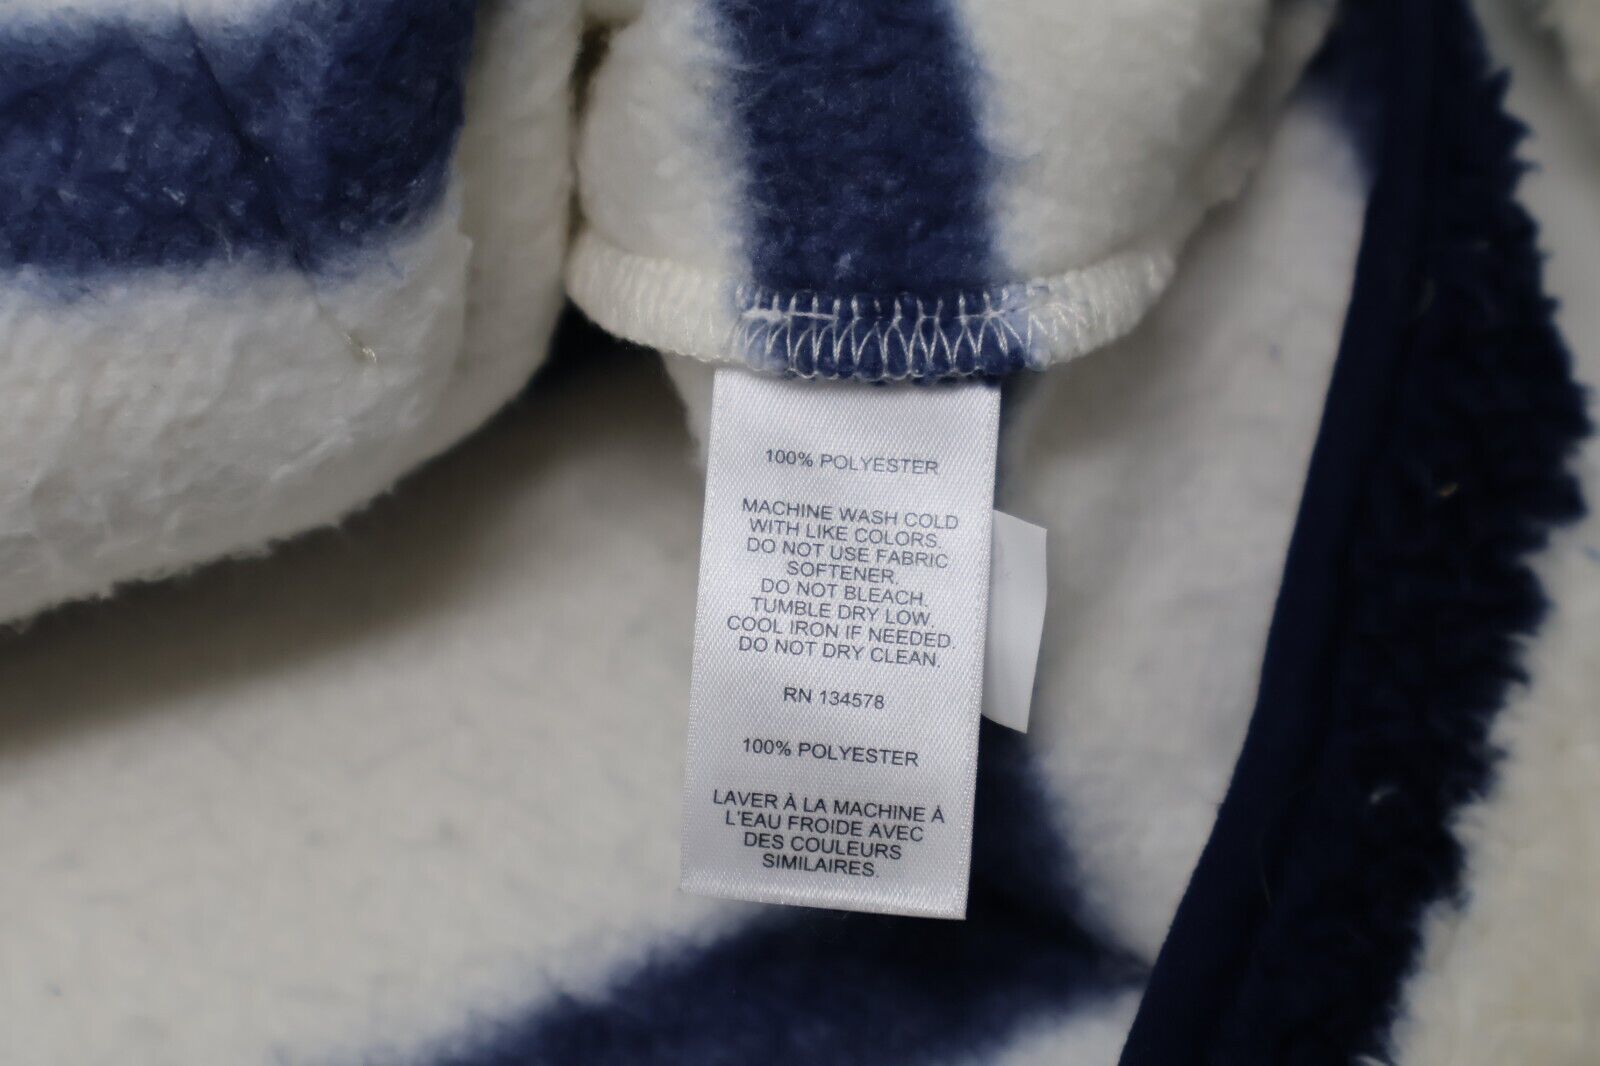 100% POLYESTER
MACHINE WASH COLD
WITH LIKE COLORS.
DO NOT USE FABRIC
SOFTENER.
DO NOT BLEACH.
TUMBLE DRY LOW.
COOL IRON IF NEEDED.
DO NOT DRY CLEAN.
RN 134578
100% POLYESTER
LAVER À LA MACHINE À
L'EAU FROIDE AVEC
DES COULEURS
SIMILAIRES.